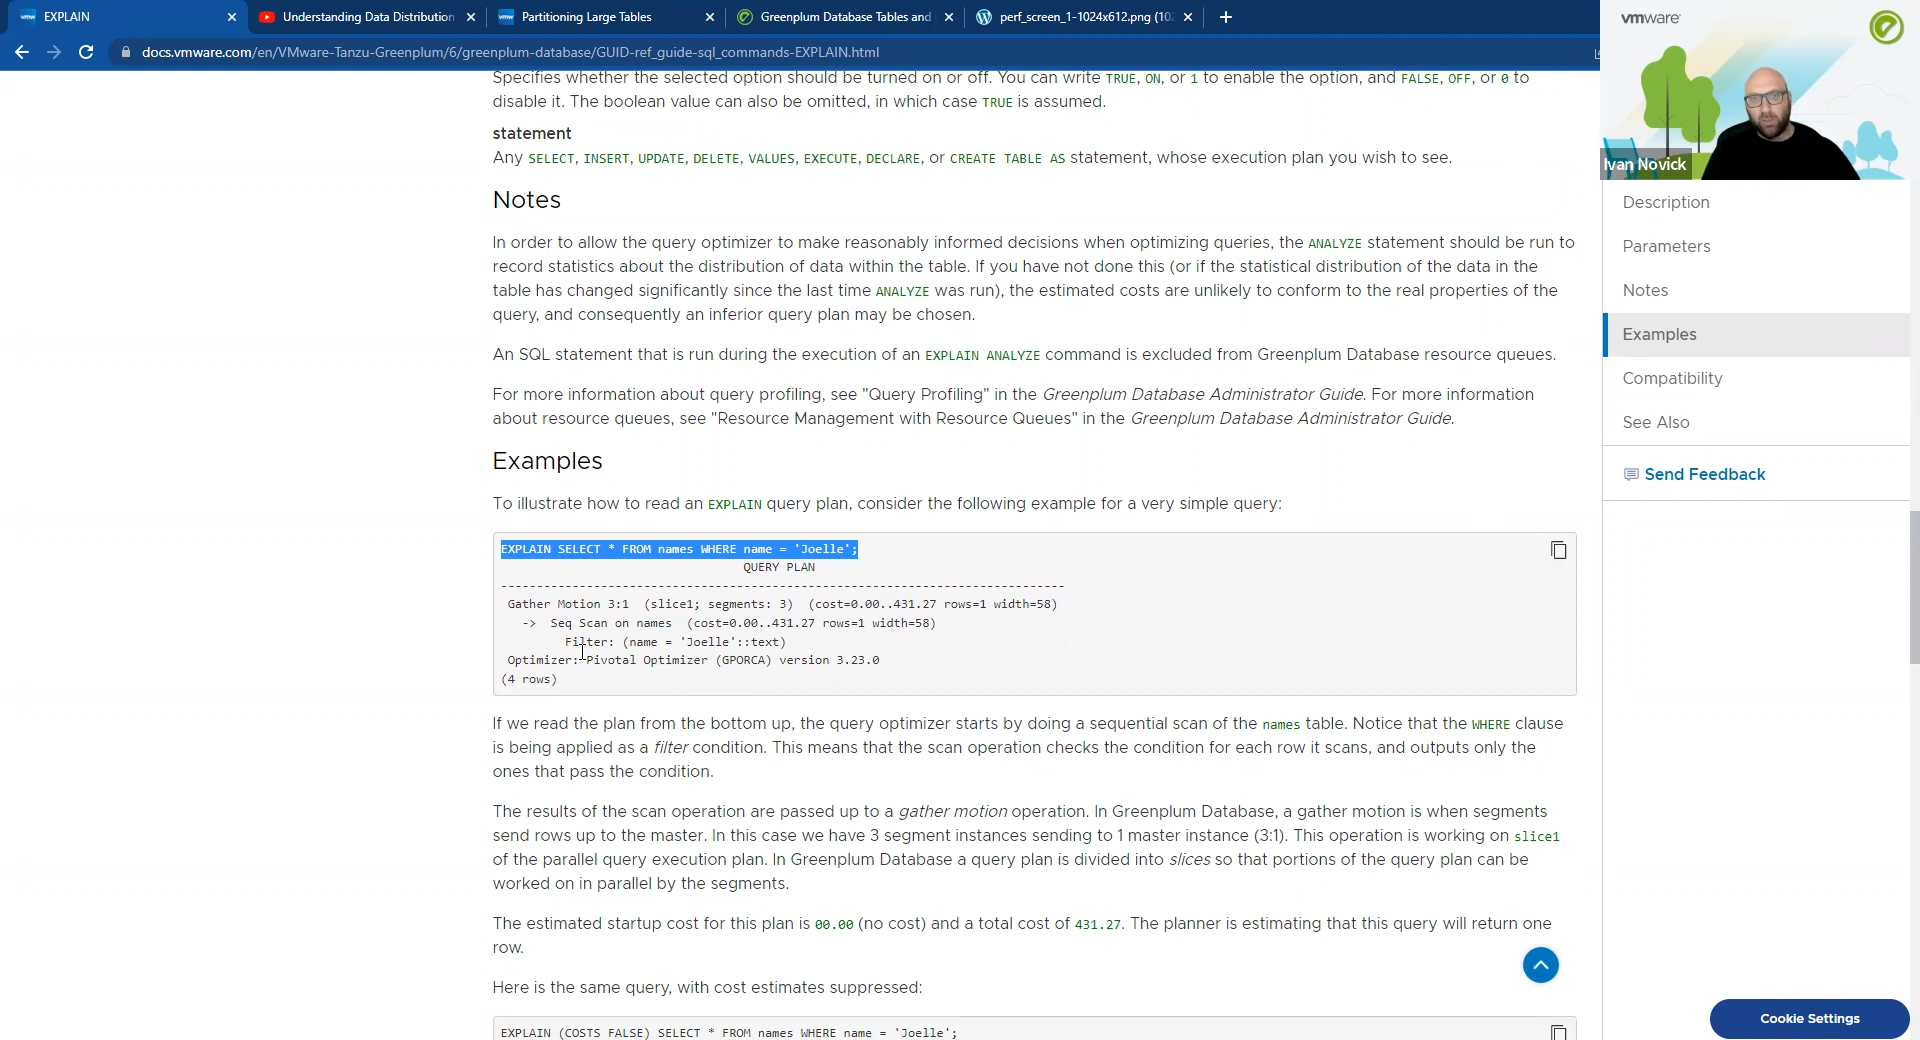 EXPLAIN
Understanding Data Distribution
Partitioning Large Tables
Greenplum Database Tables and
perf_screen_1-1024x612.png (10
docs.vmware.com/en/VMware-Tanzu-Greenplum/6/greenplum-database/GUID-ref_guide-sql_commands-EXPLAIN.html
vmware
Ivan Novick
Specifies whether the selected option should be turned on or off. You can write TRUE, ON, or 1 to enable the option, and FALSE, OFF, or 0 to
disable it. The boolean value can also be omitted, in which case TRUE is assumed.
statement
Any SELECT, INSERT, UPDATE, DELETE, VALUES, EXECUTE, DECLARE, or CREATE TABLE AS statement, whose execution plan you wish to see.
Notes
In order to allow the query optimizer to make reasonably informed decisions when optimizing queries, the ANALYZE statement should be run to
record statistics about the distribution of data within the table. If you have not done this (or if the statistical distribution of the data in the
table has changed significantly since the last time ANALYZE was run), the estimated costs are unlikely to conform to the real properties of the
query, and consequently an inferior query plan may be chosen.
An SQL statement that is run during the execution of an EXPLAIN ANALYZE command is excluded from Greenplum Database resource queues.
For more information about query profiling, see "Query Profiling" in the Greenplum Database Administrator Guide. For more information
about resource queues, see "Resource Management with Resource Queues" in the Greenplum Database Administrator Guide.
Examples
To illustrate how to read an EXPLAIN query plan, consider the following example for a very simple query:
EXPLAIN SELECT * FROM names WHERE name = 'Joelle';
QUERY PLAN
-------------------------------------------------------------------------------
Gather Motion 3:1 (slice1; segments: 3) (cost=0.00..431.27 rows=1 width=58)
-> Seq Scan on names (cost=0.00..431.27 rows=1 width=58)
Filter: (name = 'Joelle'::text)
Optimizer: Pivotal Optimizer (GPORCA) version 3.23.0
(4 rows)
If we read the plan from the bottom up, the query optimizer starts by doing a sequential scan of the names table. Notice that the WHERE clause
is being applied as a filter condition. This means that the scan operation checks the condition for each row it scans, and outputs only the
ones that pass the condition.
The results of the scan operation are passed up to a gather motion operation. In Greenplum Database, a gather motion is when segments
send rows up to the master. In this case we have 3 segment instances sending to 1 master instance (3:1). This operation is working on slice1
of the parallel query execution plan. In Greenplum Database a query plan is divided into slices so that portions of the query plan can be
worked on in parallel by the segments.
The estimated startup cost for this plan is 00.00 (no cost) and a total cost of 431.27. The planner is estimating that this query will return one
row.
Here is the same query, with cost estimates suppressed:
EXPLAIN (COSTS FALSE) SELECT * FROM names WHERE name = 'Joelle';
Description
Parameters
Notes
Examples
Compatibility
See Also
Send Feedback
Cookie Settings